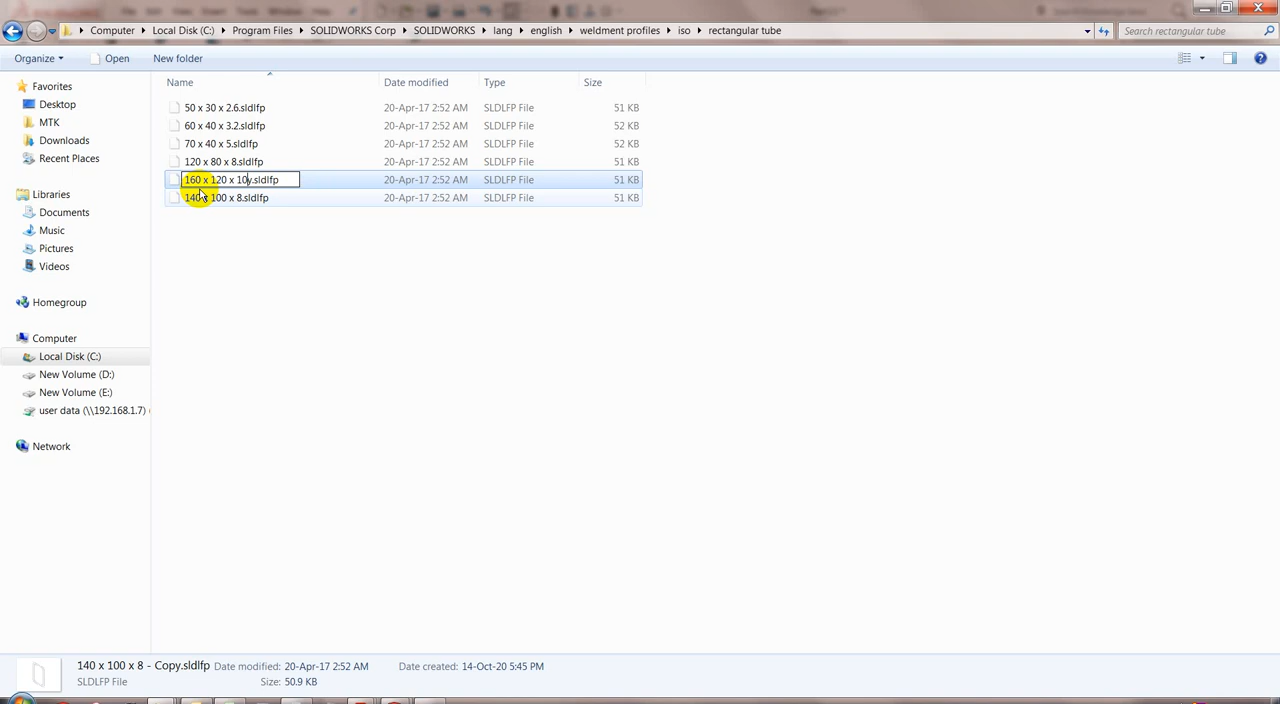 Computer Local Disk (C:) Program Files SOLIDWORKS Corp SOLIDWORKS lang english weldment profiles iso rectangular tube Search rectangular tube
Organize Open New folder
Name Date modified Type Size
Favorites
Desktop
MTK
Downloads
Recent Places
Libraries
Documents
Music
Pictures
Videos
Homegroup
Computer
Local Disk (C:)
New Volume (D:)
New Volume (E:)
user data (\\192.168.1.7) (
Network
50 x 30 x 2.6.sldlfp 20-Apr-17 2:52 AM SLDLFP File 51 KB
60 x 40 x 3.2.sldlfp 20-Apr-17 2:52 AM SLDLFP File 52 KB
70 x 40 x 5.sldlfp 20-Apr-17 2:52 AM SLDLFP File 52 KB
120 x 80 x 8.sldlfp 20-Apr-17 2:52 AM SLDLFP File 51 KB
160 x 120 x 10y.sldlfp 20-Apr-17 2:52 AM SLDLFP File 51 KB
140 x 100 x 8.sldlfp 20-Apr-17 2:52 AM SLDLFP File 51 KB
140 x 100 x 8 - Copy.sldlfp Date modified: 20-Apr-17 2:52 AM Date created: 14-Oct-20 5:45 PM
SLDLFP File Size: 50.9 KB